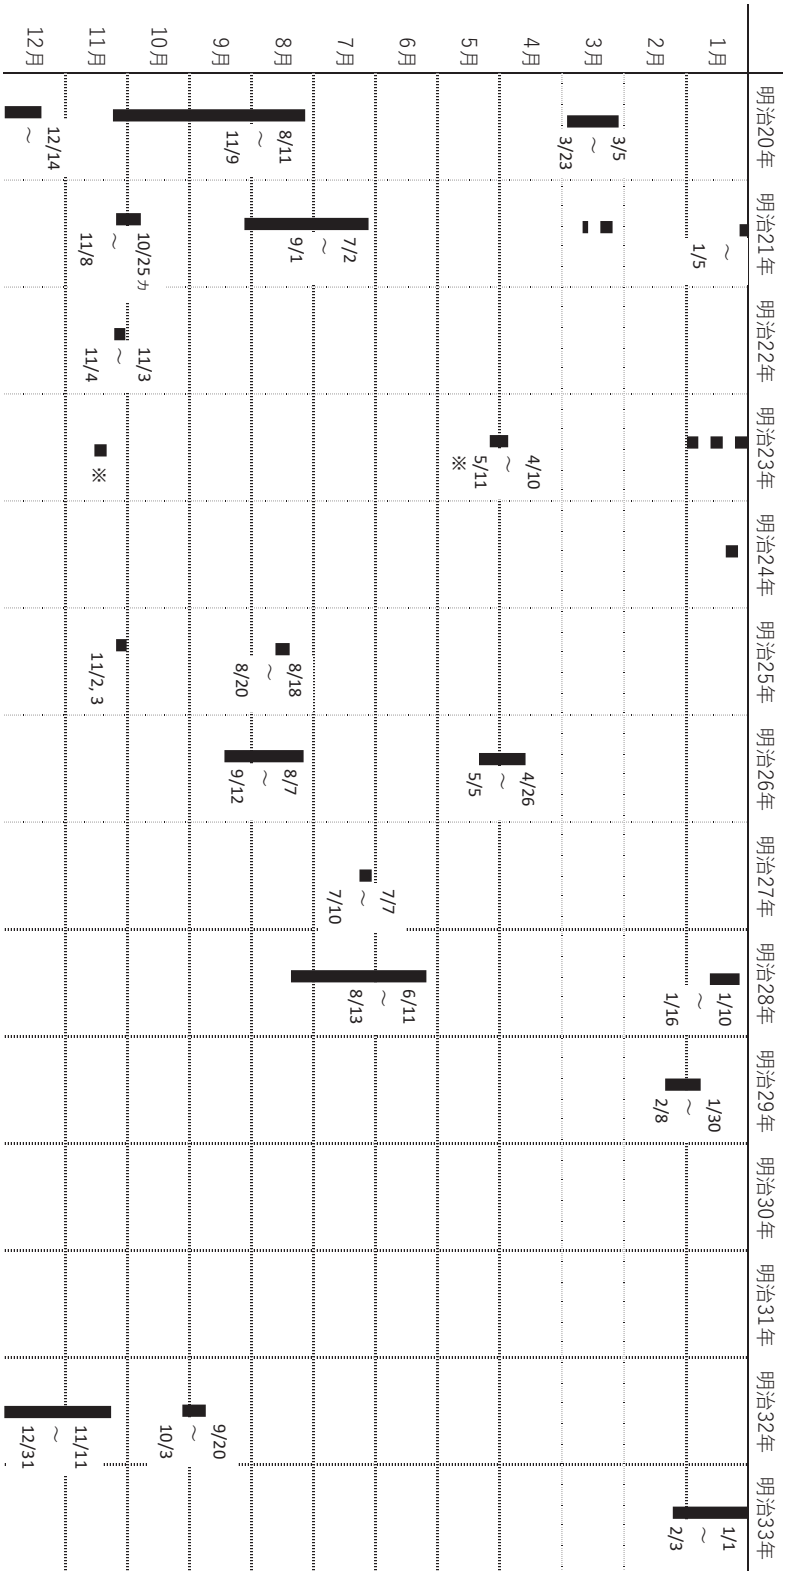 明治20年
明治21年
明治22年
明治23年
明治24年
明治25年
明治26年
明治27年
明治28年
明治29年
明治30年
明治31年
明治32年
明治33年
1月
～
1/5
1/10
～
1/16
1/30
～
2/8
1/1
～
2/3
2月
3月
3/5
～
3/23
4月
4/10
～
5/11
※
4/26
～
5/5
5月
6月
6/11
～
8/13
7月
7/2
～
9/1
7/7
～
7/10
8月
8/11
～
11/9
8/18
～
8/20
8/7
～
9/12
9月
9/20
～
10/3
10月
10/25カ
～
11/8
11月
11/3
～
11/4
※
11/2, 3
11/11
～
12/31
12月
12/14
～